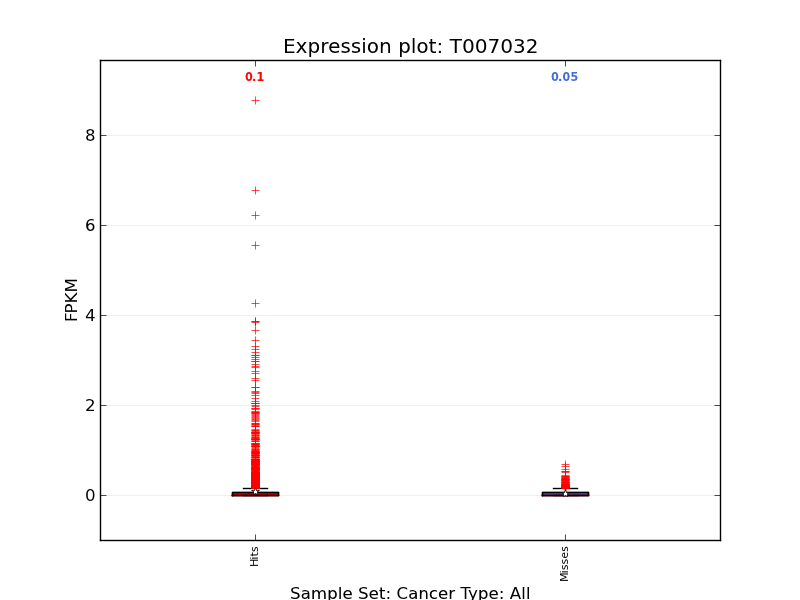 Expression plot: T007032
0.1
0.05
8
6
4
2
0
FPKM
Hits
Misses
Sample Set: Cancer Type: All